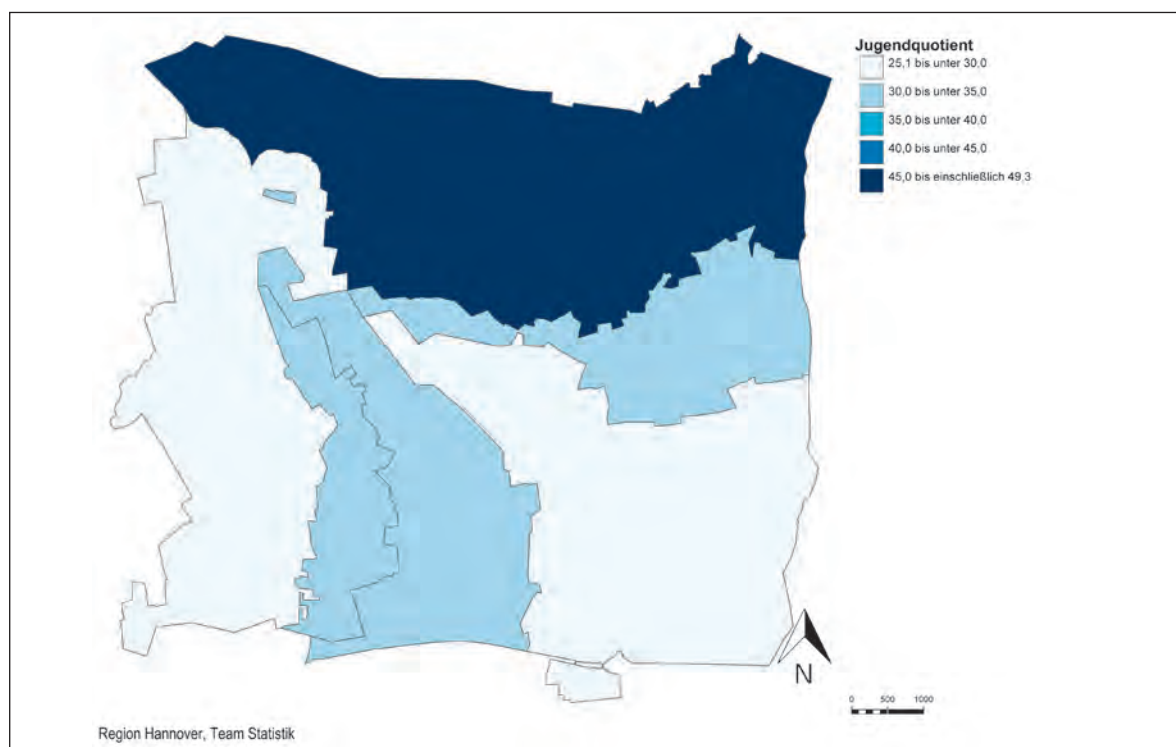 Jugendquotient
25,1 bis unter 30,0
30,0 bis unter 35,0
35,0 bis unter 40,0
40,0 bis unter 45,0
45,0 bis einschließlich 49,3
N
0 500 1000
Region Hannover, Team Statistik